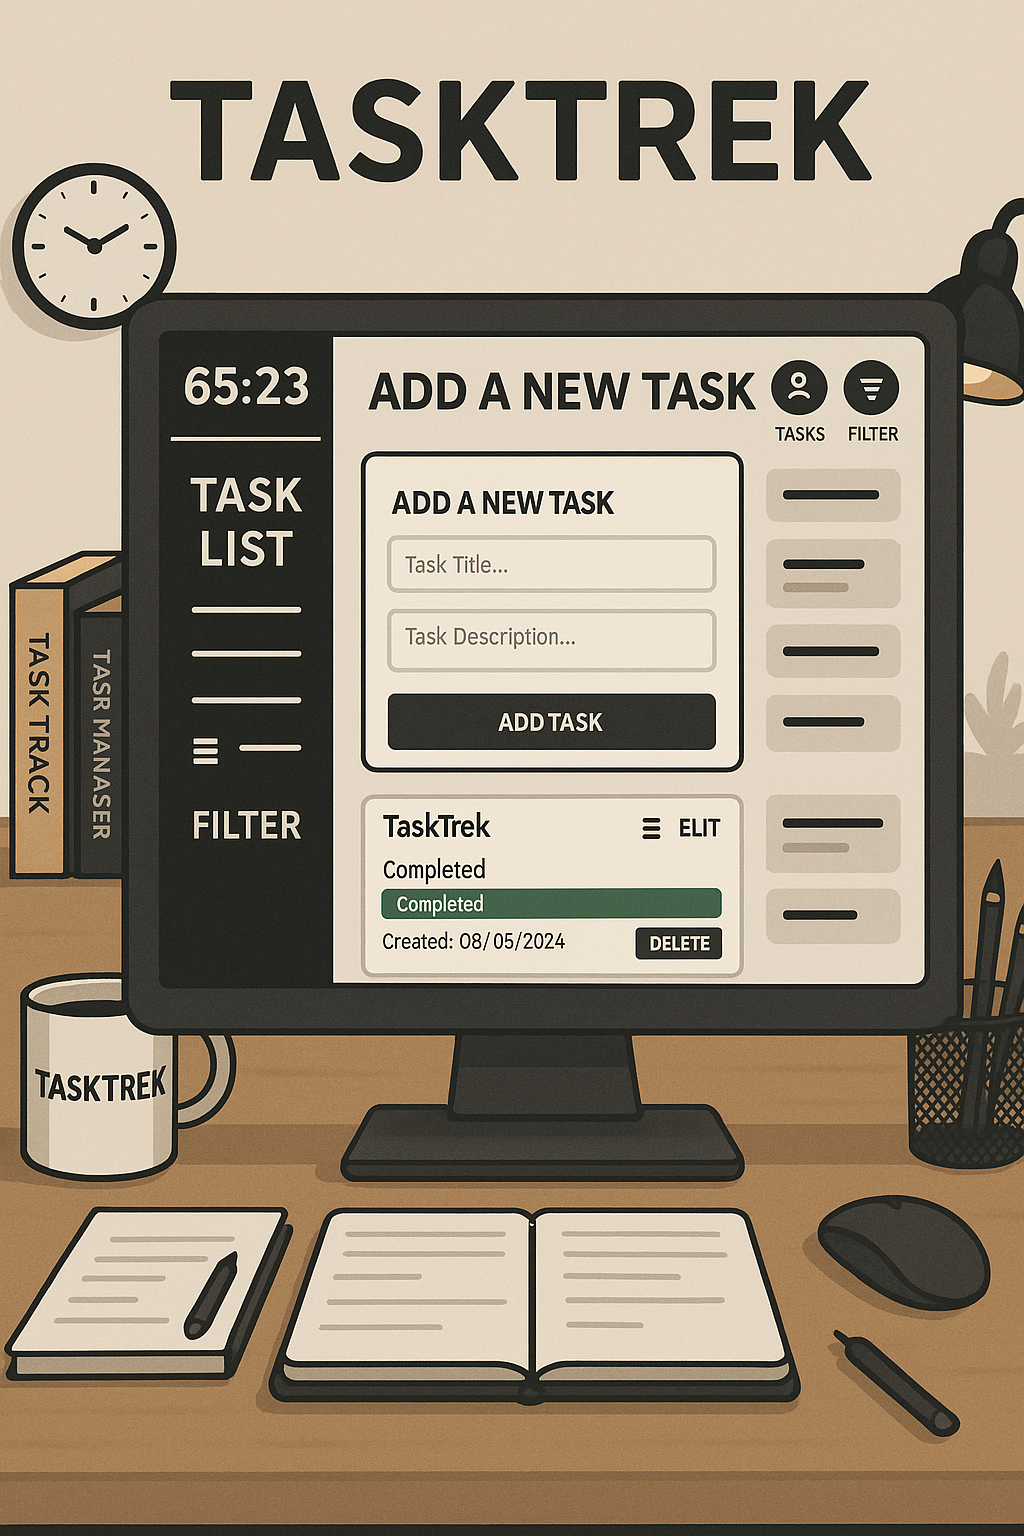 TASKTREK
65:23
TASK
LIST
FILTER
ADD A NEW TASK
TASKS
FILTER
ADD A NEW TASK
Task Title...
Task Description...
ADD TASK
TaskTrek
ELIT
Completed
Completed
Created: 08/05/2024
DELETE
TASK TRACK
TASR MANASER
TASKTREK